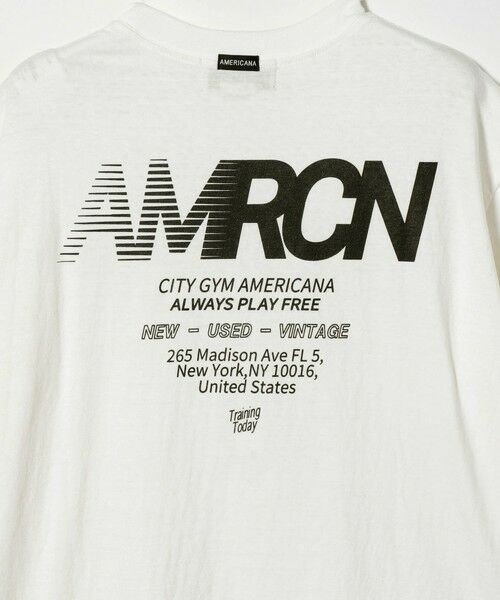 AMERICANA
AMRCN
CITY GYM AMERICANA
ALWAYS PLAY FREE
NEW - USED - VINTAGE
265 Madison Ave FL 5,
New York,NY 10016,
United States
Training
Today